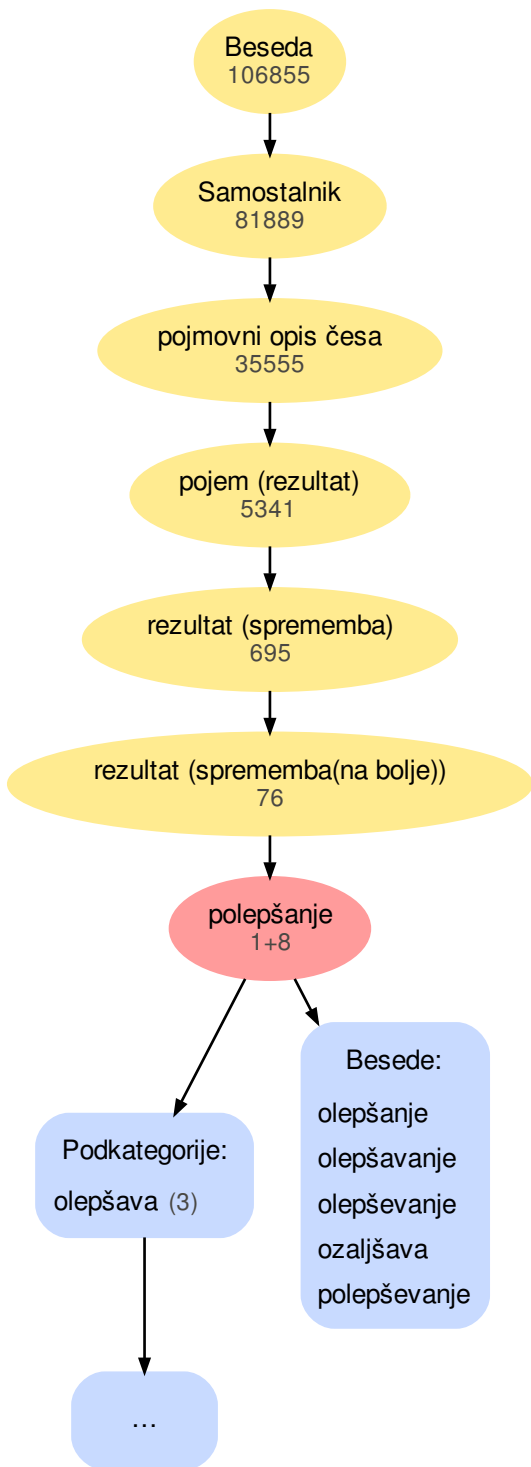 Beseda
106855
Samostalnik
81889
pojmovni opis česa
35555
pojem (rezultat)
5341
rezultat (sprememba)
695
rezultat (sprememba(na bolje))
76
polepšanje
1+8
Besede:
olepšanje
olepšavanje
olepševanje
ozaljšava
polepševanje
Podkategorije:
olepšava (3)
...